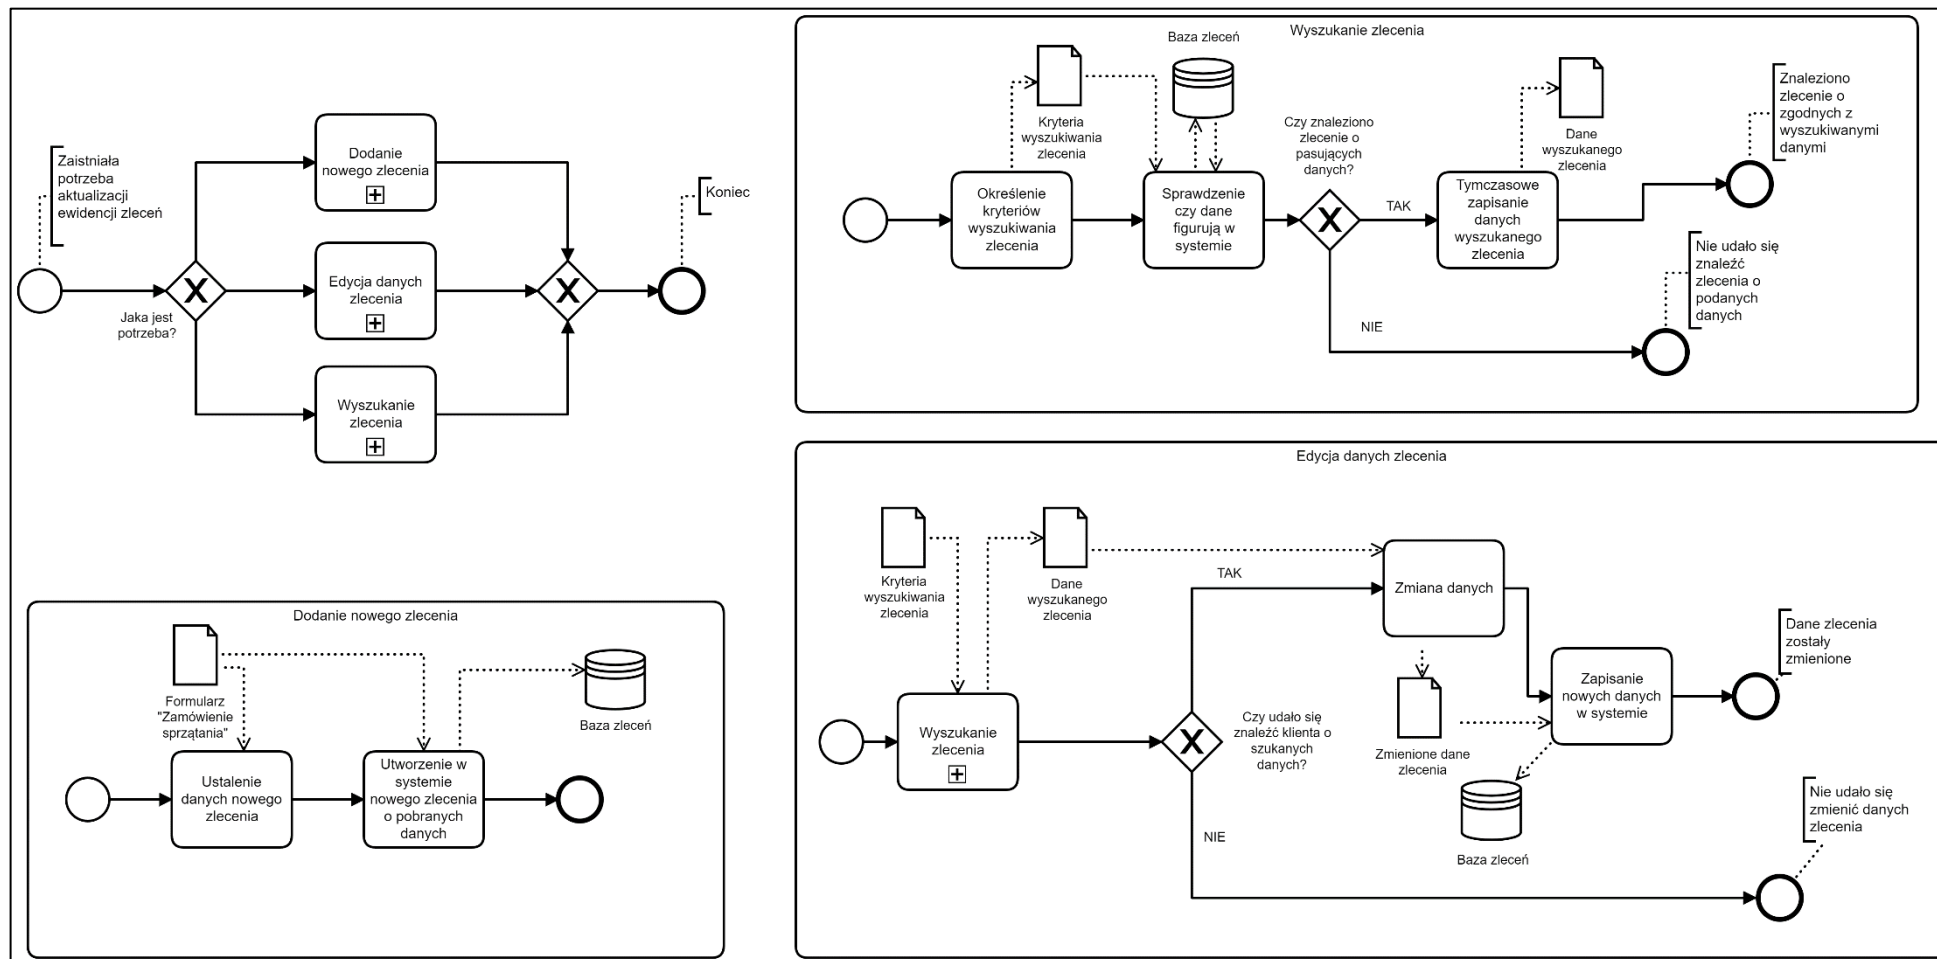 Zaistniała
potrzeba
aktualizacji
ewidencji zleceń
Jaka jest
potrzeba?
Dodanie
nowego zlecenia
Edycja danych
zlecenia
Wyszukanie
zlecenia
Koniec
Wyszukanie zlecenia
Kryteria
wyszukiwania
zlecenia
Baza zleceń
Określenie
kryteriów
wyszukiwania
zlecenia
Sprawdzenie
czy dane
figurują w
systemie
Czy znaleziono
zlecenie o
pasujących
danych?
TAK
NIE
Tymczasowe
zapisanie
danych
wyszukanego
zlecenia
Dane
wyszukanego
zlecenia
Znaleziono
zlecenie o
zgodnych z
wyszukiwanymi
danymi
Nie udało się
znaleźć
zlecenia o
podanych
danych
Dodanie nowego zlecenia
Formularz
"Zamówienie
sprzątania"
Baza zleceń
Ustalenie
danych nowego
zlecenia
Utworzenie w
systemie
nowego zlecenia
o pobranych
danych
Edycja danych zlecenia
Kryteria
wyszukiwania
zlecenia
Dane
wyszukanego
zlecenia
Wyszukanie
zlecenia
Czy udało się
znaleźć klienta o
szukanych
danych?
TAK
NIE
Zmiana danych
Zmienione dane
zlecenia
Zapisanie
nowych danych
w systemie
Baza zleceń
Dane zlecenia
zostały
zmienione
Nie udało się
zmienić danych
zlecenia